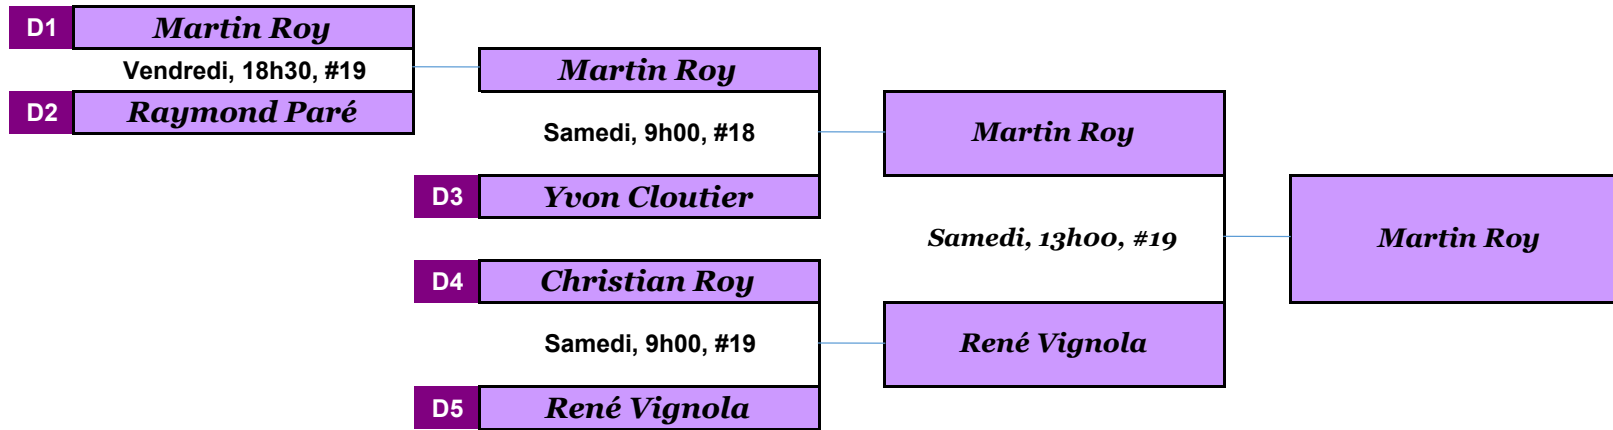 D1 Martin Roy
Vendredi, 18h30, #19
D2 Raymond Paré
Martin Roy
Samedi, 9h00, #18
D3 Yvon Cloutier
D4 Christian Roy
Samedi, 9h00, #19
D5 René Vignola
Martin Roy
Samedi, 13h00, #19
René Vignola
Martin Roy